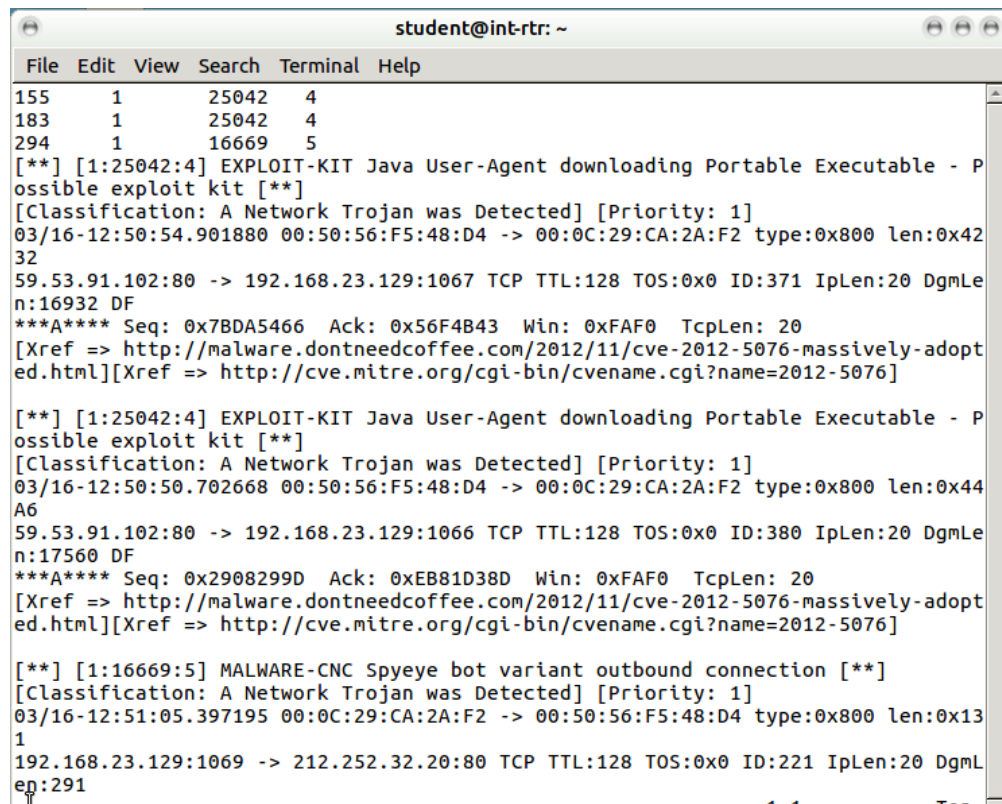 student@int-rtr: ~
File Edit View Search Terminal Help
155 1 25042 4
183 1 25042 4
294 1 16669 5
[**] [1:25042:4] EXPLOIT-KIT Java User-Agent downloading Portable Executable - P
ossible exploit kit [**]
[Classification: A Network Trojan was Detected] [Priority: 1]
03/16-12:50:54.901880 00:50:56:F5:48:D4 -> 00:0C:29:CA:2A:F2 type:0x800 len:0x42
32
59.53.91.102:80 -> 192.168.23.129:1067 TCP TTL:128 TOS:0x0 ID:371 IpLen:20 DgmLe
n:16932 DF
***A**** Seq: 0x7BDA5466 Ack: 0x56F4B43 Win: 0xFAF0 TcpLen: 20
[Xref => http://malware.dontneedcoffee.com/2012/11/cve-2012-5076-massively-adopt
ed.html][Xref => http://cve.mitre.org/cgi-bin/cvename.cgi?name=2012-5076]
[**] [1:25042:4] EXPLOIT-KIT Java User-Agent downloading Portable Executable - P
ossible exploit kit [**]
[Classification: A Network Trojan was Detected] [Priority: 1]
03/16-12:50:50.702668 00:50:56:F5:48:D4 -> 00:0C:29:CA:2A:F2 type:0x800 len:0x44
A6
59.53.91.102:80 -> 192.168.23.129:1066 TCP TTL:128 TOS:0x0 ID:380 IpLen:20 DgmLe
n:17560 DF
***A**** Seq: 0x2908299D Ack: 0xEB81D38D Win: 0xFAF0 TcpLen: 20
[Xref => http://malware.dontneedcoffee.com/2012/11/cve-2012-5076-massively-adopt
ed.html][Xref => http://cve.mitre.org/cgi-bin/cvename.cgi?name=2012-5076]
[**] [1:16669:5] MALWARE-CNC Spyeye bot variant outbound connection [**]
[Classification: A Network Trojan was Detected] [Priority: 1]
03/16-12:51:05.397195 00:0C:29:CA:2A:F2 -> 00:50:56:F5:48:D4 type:0x800 len:0x13
1
192.168.23.129:1069 -> 212.252.32.20:80 TCP TTL:128 TOS:0x0 ID:221 IpLen:20 DgmL
en:291